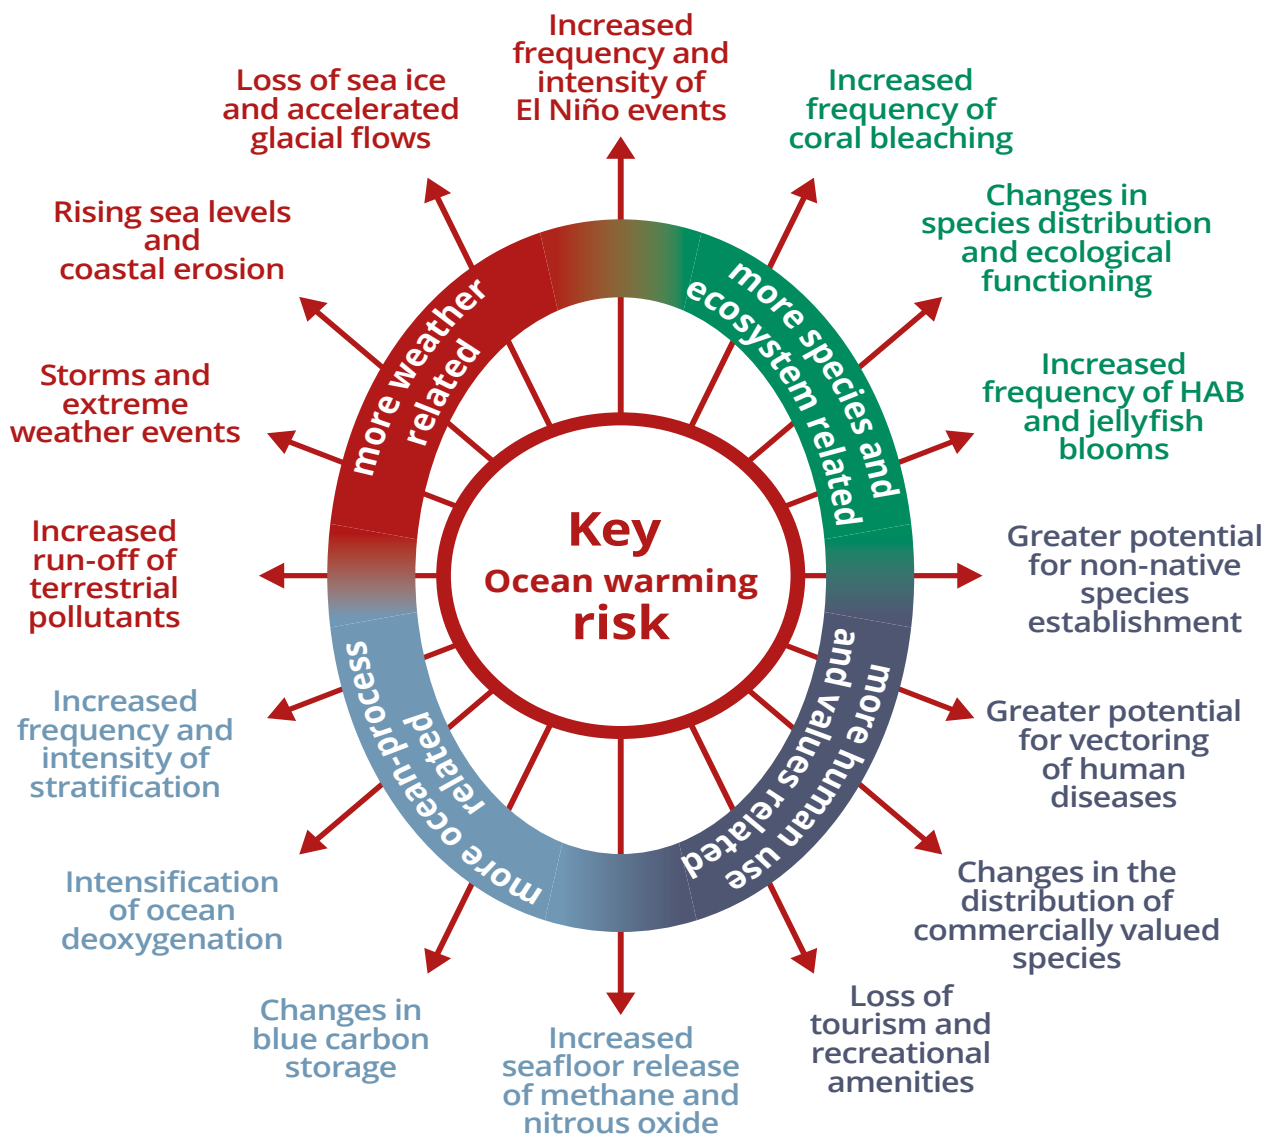 Increased
frequency and
intensity of
El Niño events
Increased
frequency of
coral bleaching
Changes in
species distribution
and ecological
functioning
Increased
frequency of HAB
and jellyfish
blooms
Greater potential
for non-native
species
establishment
Greater potential
for vectoring
of human
diseases
Changes in the
distribution of
commercially valued
species
Loss of
tourism and
recreational
amenities
Increased
seafloor release
of methane and
nitrous oxide
Changes in
blue carbon
storage
Intensification
of ocean
deoxygenation
Increased
frequency and
intensity of
stratification
Increased
run-off of
terrestrial
pollutants
Storms and
extreme
weather events
Rising sea levels
and
coastal erosion
Loss of sea ice
and accelerated
glacial flows
more weather
related
more species and
ecosystem related
more human use
and values related
more ocean-process
related
Key
Ocean warming
risk